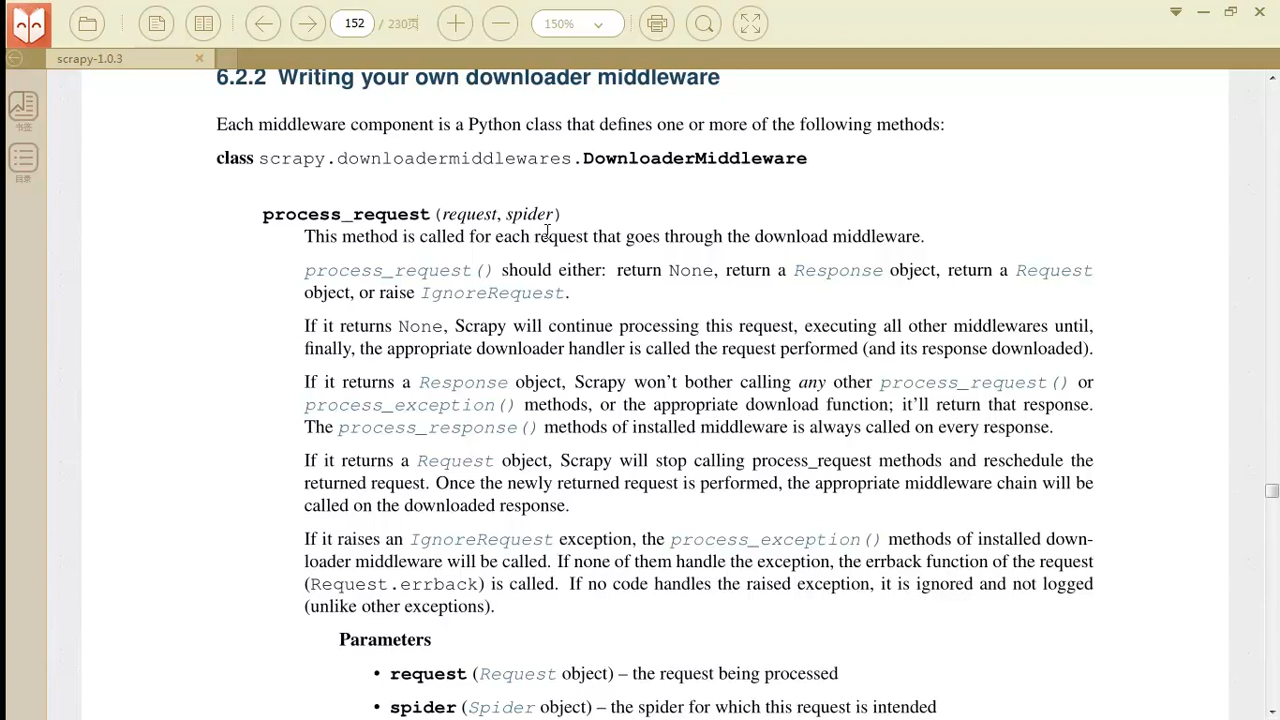 152 / 230页
150%
scrapy-1.0.3
书签
目录
6.2.2 Writing your own downloader middleware
Each middleware component is a Python class that defines one or more of the following methods:
class scrapy.downloadermiddlewares.DownloaderMiddleware
process_request(request, spider)
This method is called for each request that goes through the download middleware.
process_request() should either: return None, return a Response object, return a Request
object, or raise IgnoreRequest.
If it returns None, Scrapy will continue processing this request, executing all other middlewares until,
finally, the appropriate downloader handler is called the request performed (and its response downloaded).
If it returns a Response object, Scrapy won't bother calling any other process_request() or
process_exception() methods, or the appropriate download function; it'll return that response.
The process_response() methods of installed middleware is always called on every response.
If it returns a Request object, Scrapy will stop calling process_request methods and reschedule the
returned request. Once the newly returned request is performed, the appropriate middleware chain will be
called on the downloaded response.
If it raises an IgnoreRequest exception, the process_exception() methods of installed down-
loader middleware will be called. If none of them handle the exception, the errback function of the request
(Request.errback) is called. If no code handles the raised exception, it is ignored and not logged
(unlike other exceptions).
Parameters
• request (Request object) – the request being processed
• spider (Spider object) – the spider for which this request is intended